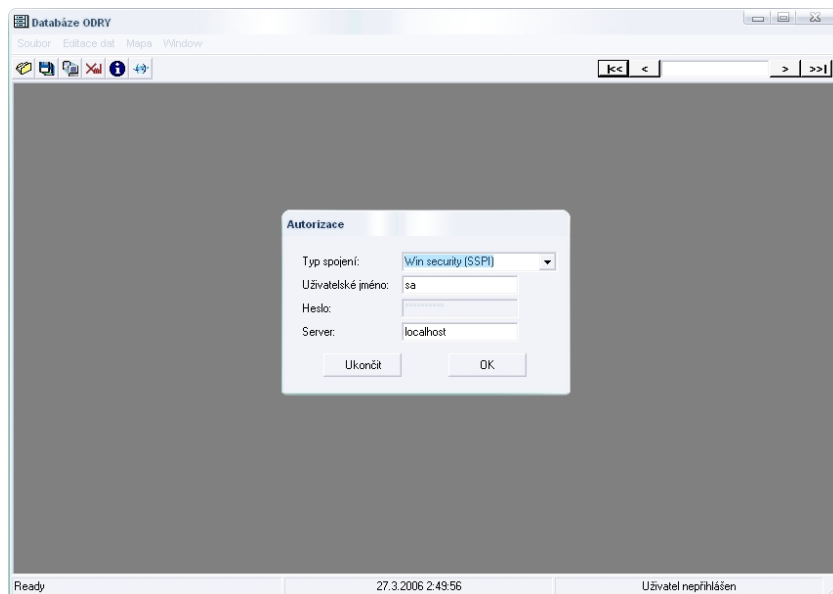 Databáze ODRY
Soubor Editace dat Mapa Window
Xml |<< < > >>|
Autorizace
Typ spojení: Win security (SSPI)
Uživatelské jméno: sa
Heslo: **********
Server: localhost
Ukončit OK
Ready 27.3.2006 2:49:56 Uživatel nepřihlášen